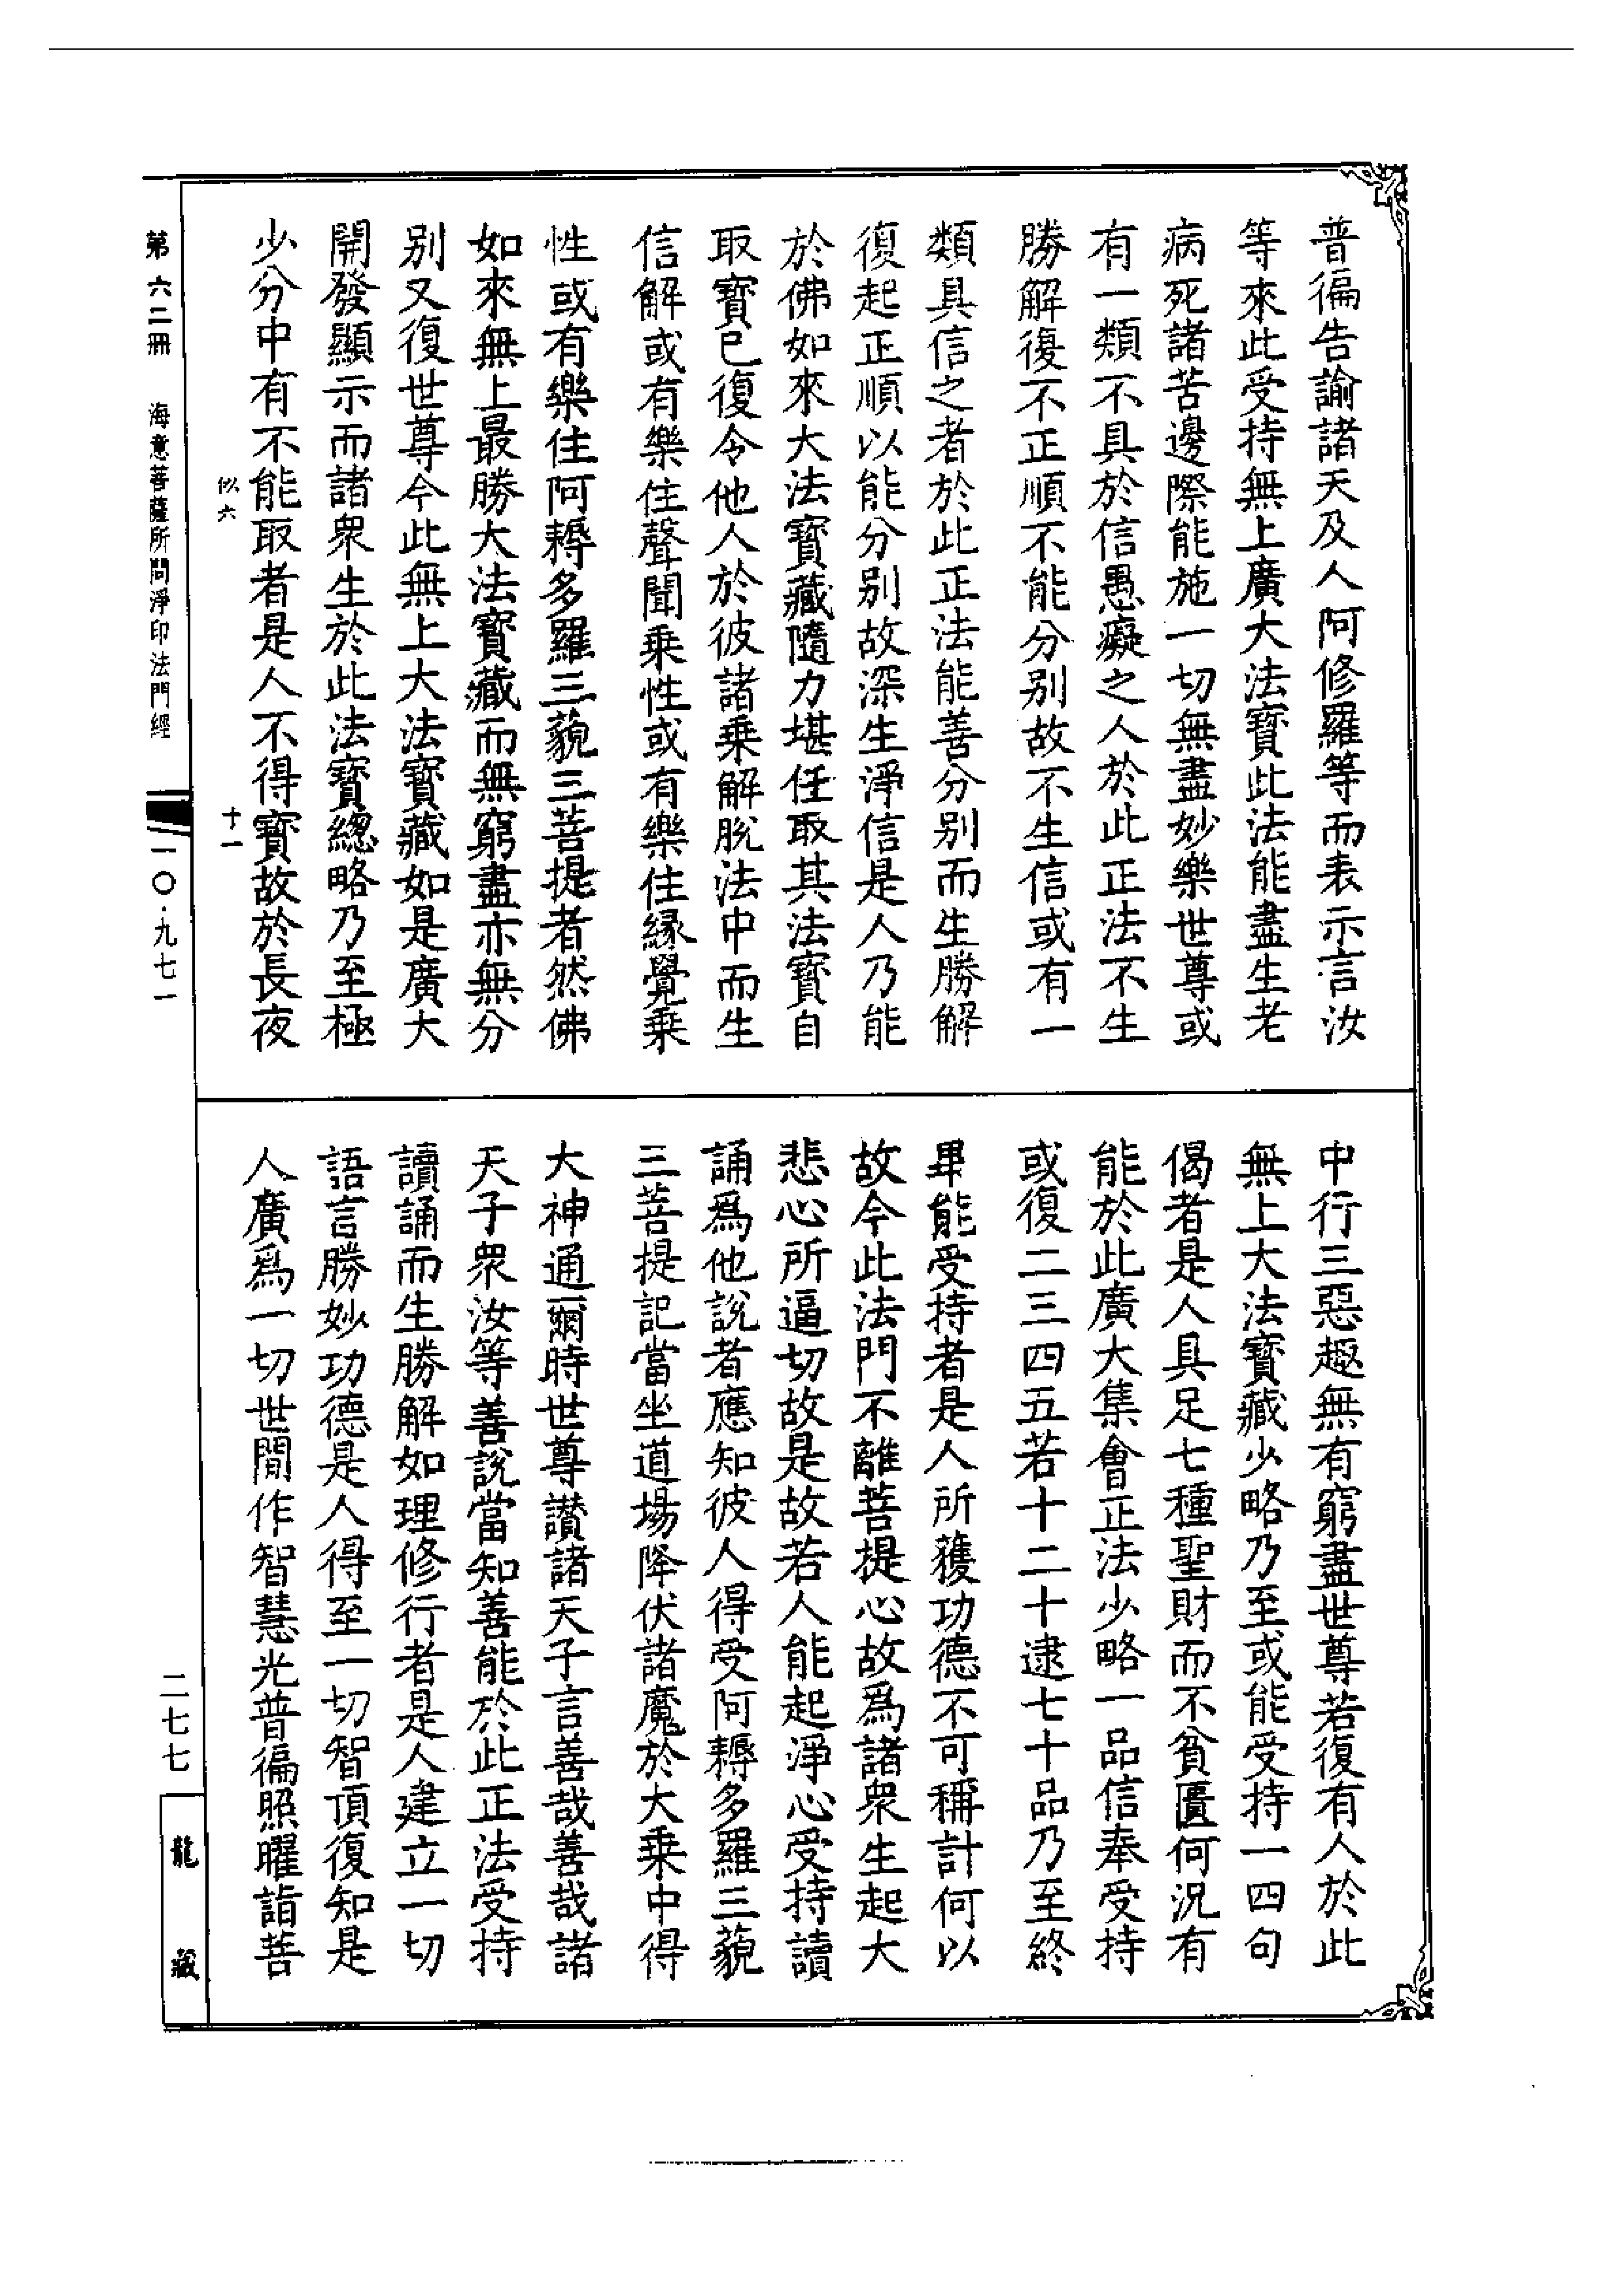 普徧告諭諸天及人阿修羅等而表示言汝
等來此受持無上廣大法寶此法能盡生老
病死諸苦邊際能施一切無盡妙樂世尊或
有一類不具於信愚癡之人於此正法不生
勝解復不正順不能分別故不生信或有一
類具信之者於此正法能善分別而生勝解
復起正順以能分別故深生淨信是人乃能
於佛如來大法寶藏隨力堪任取其法寶自
取寶已復令他人於彼諸乗解脫法中而生
信解或有樂住聲聞乗性或有樂住緣覺乗
性或有樂住阿耨多羅三藐三菩提者然佛
如來無上最勝大法寶藏而無窮盡亦無分
別又復世尊今此無上大法寶藏如是廣大
開發顯示而諸衆生於此法寶總略乃至極
少分中有不能取者是人不得寶故於長夜
似六
十一
中行三惡趣無有窮盡世尊若復有人於此
無上大法寶藏少略乃至或能受持一四句
偈者是人具足七種聖財而不貧匱何況有
能於此廣大集會正法少略一品信奉受持
或復二三四五若十二十逮七十品乃至終
畢能受持者是人所獲功德不可稱計何以
故今此法門不離菩提心故爲諸衆生起大
悲心所逼切故是故若人能起淨心受持讀
誦爲他說者應知彼人得受阿耨多羅三藐
三菩提記當坐道場降伏諸魔於大乗中得
大神通爾時世尊讃諸天子言善哉善哉諸
天子衆汝等善說當知善能於此正法受持
讀誦而生勝解如理修行者是人建立一切
語言勝妙功德是人得至一切智頂復知是
人廣爲一切世間作智慧光普徧照曜詣菩
第六二冊　海意菩薩所問淨印法門經
一〇·九七一
二七七
龍藏